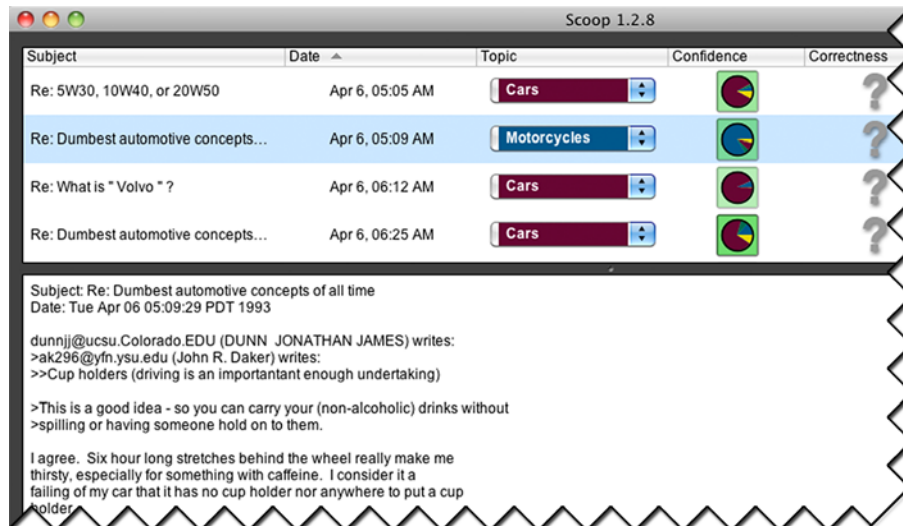 Scoop 1.2.8
Subject Date Topic Confidence Correctness
Re: 5W30, 10W40, or 20W50 Apr 6, 05:05 AM Cars ?
Re: Dumbest automotive concepts... Apr 6, 05:09 AM Motorcycles ?
Re: What is " Volvo " ? Apr 6, 06:12 AM Cars ?
Re: Dumbest automotive concepts... Apr 6, 06:25 AM Cars ?
Subject: Re: Dumbest automotive concepts of all time
Date: Tue Apr 06 05:09:29 PDT 1993
dunnjj@ucsu.Colorado.EDU (DUNN JONATHAN JAMES) writes:
>ak296@yfn.ysu.edu (John R. Daker) writes:
>>Cup holders (driving is an importantant enough undertaking)
>This is a good idea - so you can carry your (non-alcoholic) drinks without
>spilling or having someone hold on to them.
I agree. Six hour long stretches behind the wheel really make me
thirsty, especially for something with caffeine. I consider it a
failing of my car that it has no cup holder nor anywhere to put a cup
holder